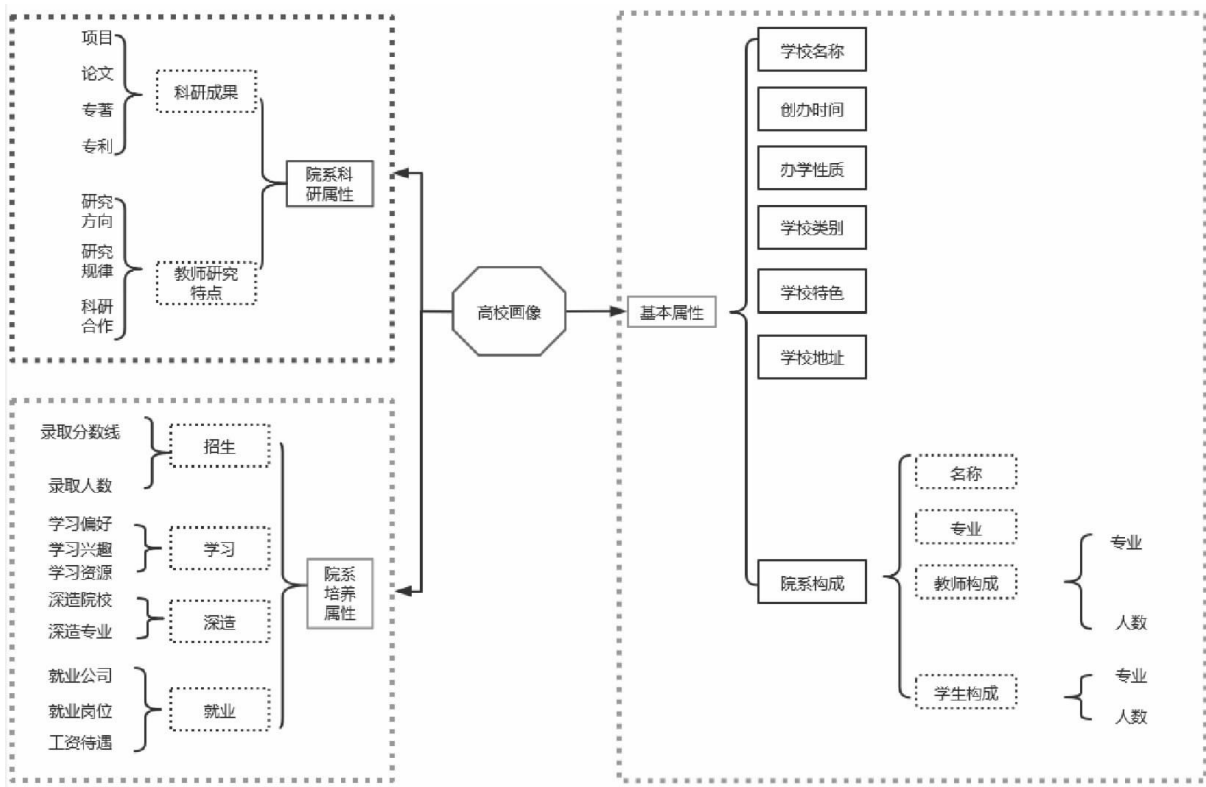 项目
论文
专著
专利
科研成果
研究
方向
研究
规律
科研
合作
教师研究
特点
院系科
研属性
录取分数线
录取人数
招生
学习偏好
学习兴趣
学习资源
学习
深造院校
深造专业
深造
就业公司
就业岗位
工资待遇
就业
院系
培养
属性
高校画像
基本属性
学校名称
创办时间
办学性质
学校类别
学校特色
学校地址
院系构成
名称
专业
教师构成
专业
人数
学生构成
专业
人数